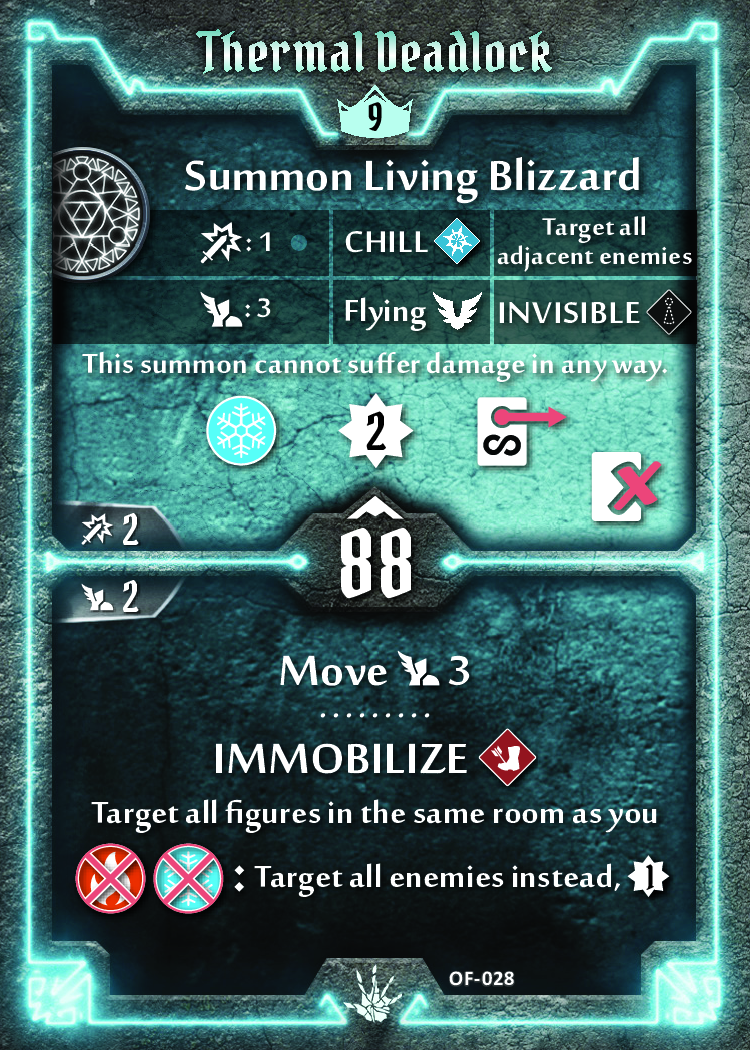 Thermal Deadlock
9
Summon Living Blizzard
: 1
CHILL
Target all
adjacent enemies
: 3
Flying
INVISIBLE
This summon cannot suffer damage in any way.
2
2
88
2
Move 3
IMMOBILIZE
Target all figures in the same room as you
: Target all enemies instead, 1
OF-028